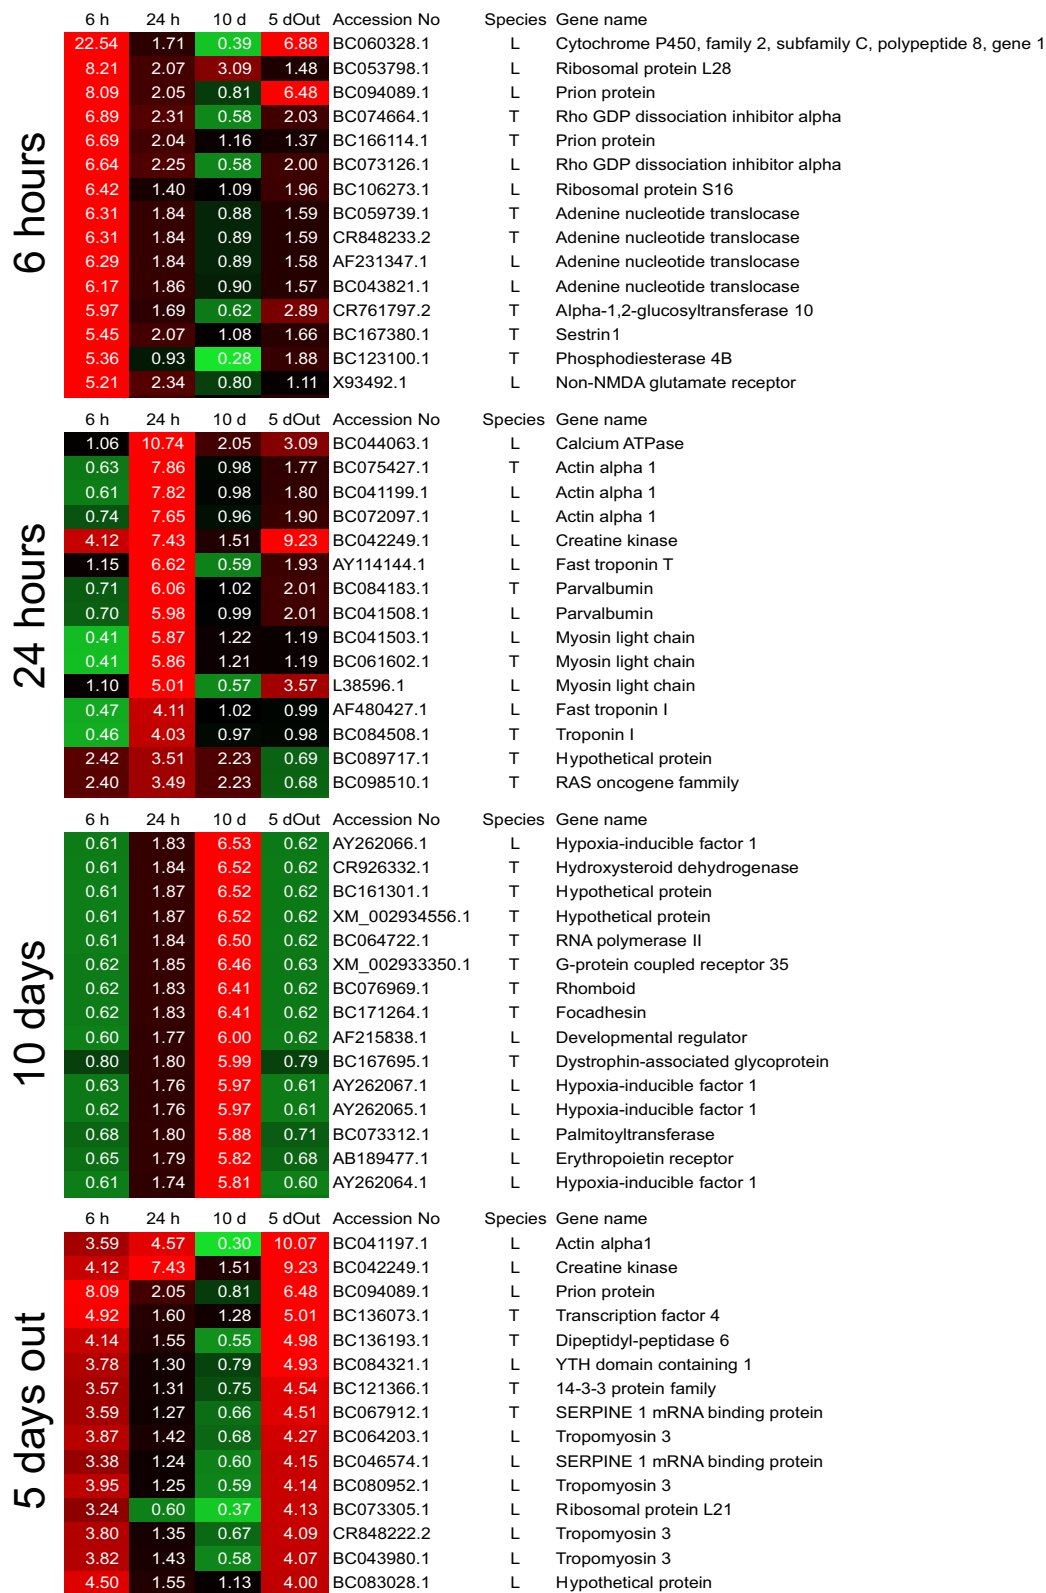 6 hours
6 h 24 h 10 d 5 dOut Accession No Species Gene name
22.54 1.71 0.39 6.88 BC060328.1 L Cytochrome P450, family 2, subfamily C, polypeptide 8, gene 1
8.21 2.07 3.09 1.48 BC053798.1 L Ribosomal protein L28
8.09 2.05 0.81 6.48 BC094089.1 L Prion protein
6.89 2.31 0.58 2.03 BC074664.1 T Rho GDP dissociation inhibitor alpha
6.69 2.04 1.16 1.37 BC166114.1 T Prion protein
6.64 2.25 0.58 2.00 BC073126.1 L Rho GDP dissociation inhibitor alpha
6.42 1.40 1.09 1.96 BC106273.1 L Ribosomal protein S16
6.31 1.84 0.88 1.59 BC059739.1 T Adenine nucleotide translocase
6.31 1.84 0.89 1.59 CR848233.2 T Adenine nucleotide translocase
6.29 1.84 0.89 1.58 AF231347.1 L Adenine nucleotide translocase
6.17 1.86 0.90 1.57 BC043821.1 L Adenine nucleotide translocase
5.97 1.69 0.62 2.89 CR761797.2 T Alpha-1,2-glucosyltransferase 10
5.45 2.07 1.08 1.66 BC167380.1 T Sestrin1
5.36 0.93 0.28 1.88 BC123100.1 T Phosphodiesterase 4B
5.21 2.34 0.80 1.11 X93492.1 L Non-NMDA glutamate receptor
24 hours
6 h 24 h 10 d 5 dOut Accession No Species Gene name
1.06 10.74 2.05 3.09 BC044063.1 L Calcium ATPase
0.63 7.86 0.98 1.77 BC075427.1 T Actin alpha 1
0.61 7.82 0.98 1.80 BC041199.1 L Actin alpha 1
0.74 7.65 0.96 1.90 BC072097.1 L Actin alpha 1
4.12 7.43 1.51 9.23 BC042249.1 L Creatine kinase
1.15 6.62 0.59 1.93 AY114144.1 L Fast troponin T
0.71 6.06 1.02 2.01 BC084183.1 T Parvalbumin
0.70 5.98 0.99 2.01 BC041508.1 L Parvalbumin
0.41 5.87 1.22 1.19 BC041503.1 L Myosin light chain
0.41 5.86 1.21 1.19 BC061602.1 T Myosin light chain
1.10 5.01 0.57 3.57 L38596.1 L Myosin light chain
0.47 4.11 1.02 0.99 AF480427.1 L Fast troponin I
0.46 4.03 0.97 0.98 BC084508.1 T Troponin I
2.42 3.51 2.23 0.69 BC089717.1 T Hypothetical protein
2.40 3.49 2.23 0.68 BC098510.1 T RAS oncogene fammily
10 days
6 h 24 h 10 d 5 dOut Accession No Species Gene name
0.61 1.83 6.53 0.62 AY262066.1 L Hypoxia-inducible factor 1
0.61 1.84 6.52 0.62 CR926332.1 T Hydroxysteroid dehydrogenase
0.61 1.87 6.52 0.62 BC161301.1 T Hypothetical protein
0.61 1.87 6.52 0.62 XM_002934556.1 T Hypothetical protein
0.61 1.84 6.50 0.62 BC064722.1 T RNA polymerase II
0.62 1.85 6.46 0.63 XM_002933350.1 T G-protein coupled receptor 35
0.62 1.83 6.41 0.62 BC076969.1 T Rhomboid
0.62 1.83 6.41 0.62 BC171264.1 T Focadhesin
0.60 1.77 6.00 0.62 AF215838.1 L Developmental regulator
0.80 1.80 5.99 0.79 BC167695.1 T Dystrophin-associated glycoprotein
0.63 1.76 5.97 0.61 AY262067.1 L Hypoxia-inducible factor 1
0.62 1.76 5.97 0.61 AY262065.1 L Hypoxia-inducible factor 1
0.68 1.80 5.88 0.71 BC073312.1 L Palmitoyltransferase
0.65 1.79 5.82 0.68 AB189477.1 L Erythropoietin receptor
0.61 1.74 5.81 0.60 AY262064.1 L Hypoxia-inducible factor 1
5 days out
6 h 24 h 10 d 5 dOut Accession No Species Gene name
3.59 4.57 0.30 10.07 BC041197.1 L Actin alpha1
4.12 7.43 1.51 9.23 BC042249.1 L Creatine kinase
8.09 2.05 0.81 6.48 BC094089.1 L Prion protein
4.92 1.60 1.28 5.01 BC136073.1 T Transcription factor 4
4.14 1.55 0.55 4.98 BC136193.1 T Dipeptidyl-peptidase 6
3.78 1.30 0.79 4.93 BC084321.1 L YTH domain containing 1
3.57 1.31 0.75 4.54 BC121366.1 T 14-3-3 protein family
3.59 1.27 0.66 4.51 BC067912.1 T SERPINE 1 mRNA binding protein
3.87 1.42 0.68 4.27 BC064203.1 L Tropomyosin 3
3.38 1.24 0.60 4.15 BC046574.1 L SERPINE 1 mRNA binding protein
3.95 1.25 0.59 4.14 BC080952.1 L Tropomyosin 3
3.24 0.60 0.37 4.13 BC073305.1 L Ribosomal protein L21
3.80 1.35 0.67 4.09 CR848222.2 L Tropomyosin 3
3.82 1.43 0.58 4.07 BC043980.1 L Tropomyosin 3
4.50 1.55 1.13 4.00 BC083028.1 L Hypothetical protein